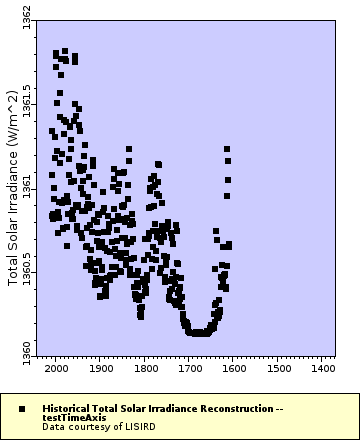 1362
1361.5
1361
1360.5
1360
Total Solar Irradiance (W/m^2)
2000 1900 1800 1700 1600 1500 1400
Historical Total Solar Irradiance Reconstruction --
testTimeAxis
Data courtesy of LISIRD